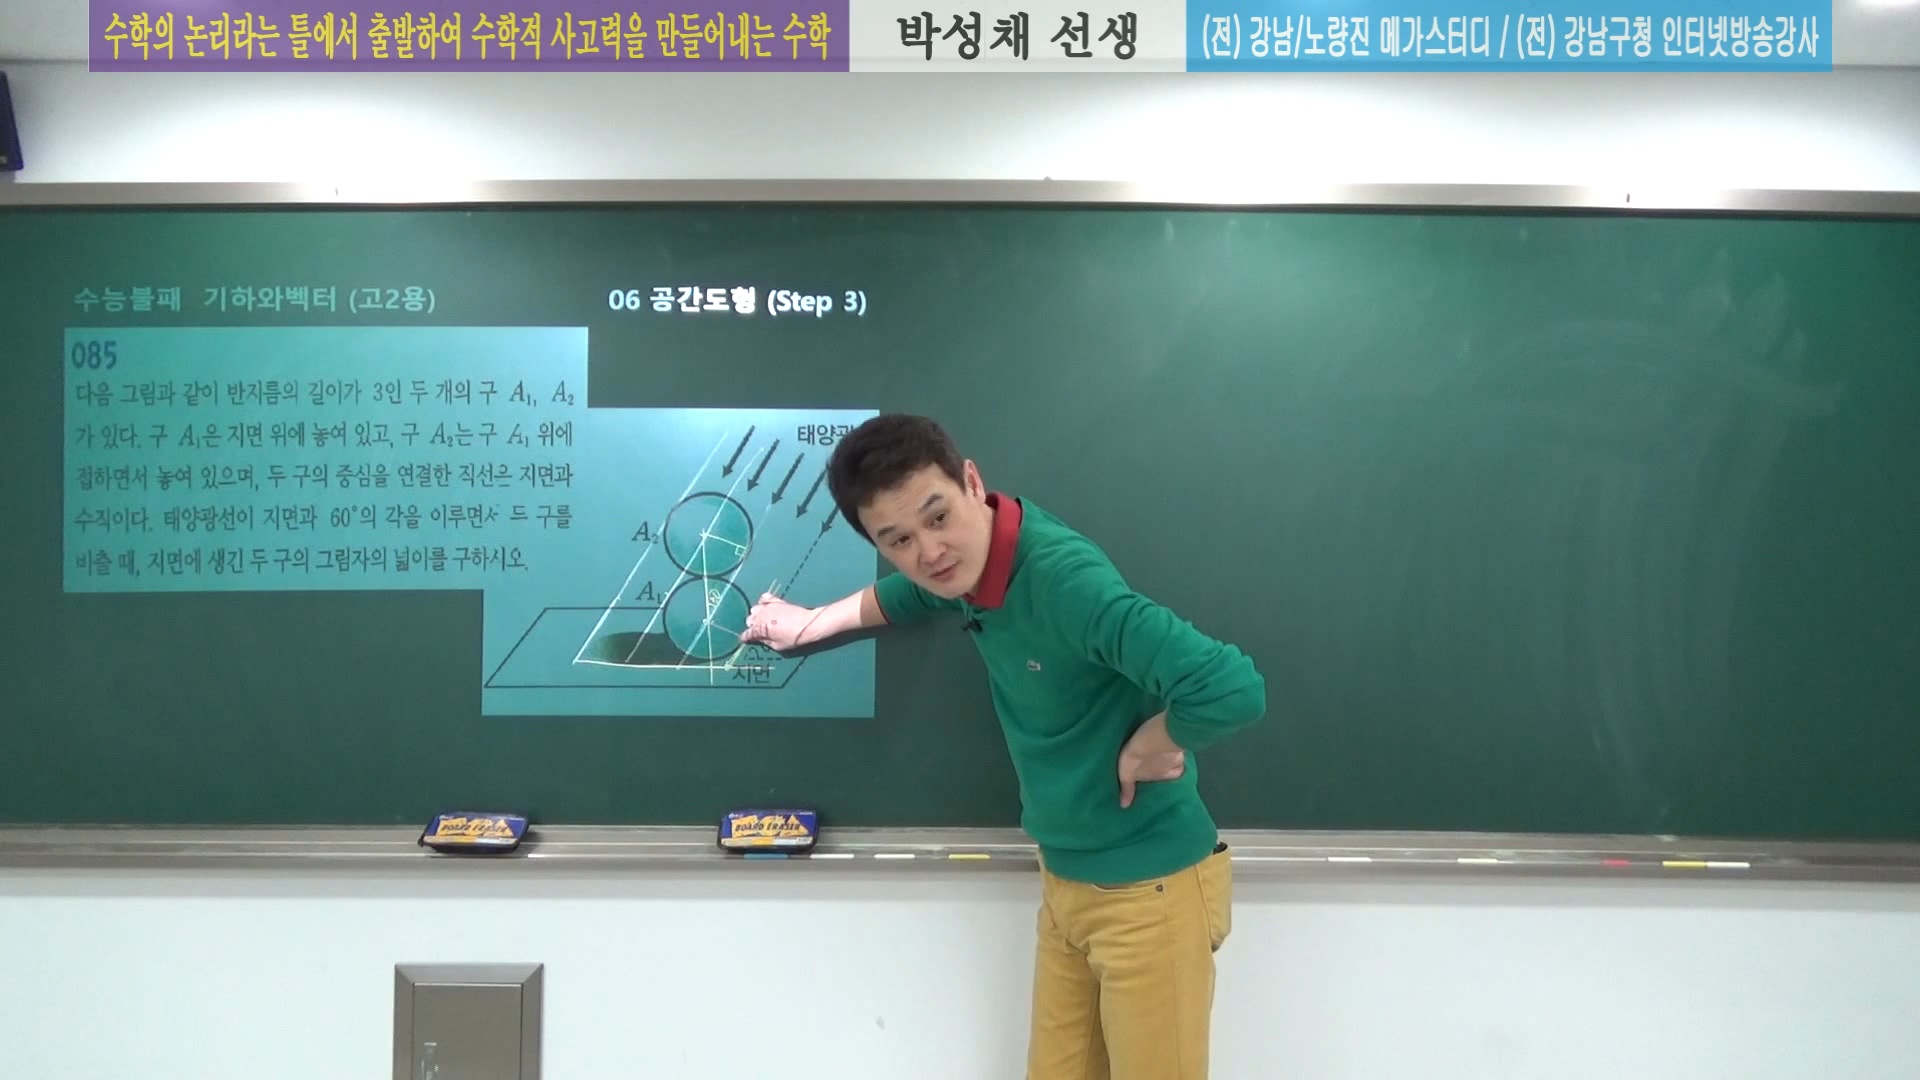 수학의 논리라는 틀에서 출발하여 수학적 사고력을 만들어내는 수학
박성채 선생
(전) 강남/노량진 메가스터디 / (전) 강남구청 인터넷방송강사
수능불패 기하와벡터 (고2용)
06 공간도형 (Step 3)
085
다음 그림과 같이 반지름의 길이가 3인 두 개의 구 A₁, A₂
가 있다. 구 A₁은 지면 위에 놓여 있고, 구 A₂는 구 A₁ 위에
접하면서 놓여 있으며, 두 구의 중심을 연결한 직선은 지면과
수직이다. 태양광선이 지면과 60°의 각을 이루면서 두 구를
비출 때, 지면에 생긴 두 구의 그림자의 넓이를 구하시오.
태양광
A₂
A₁
지면
BOARD ERASER
BOARD ERASER